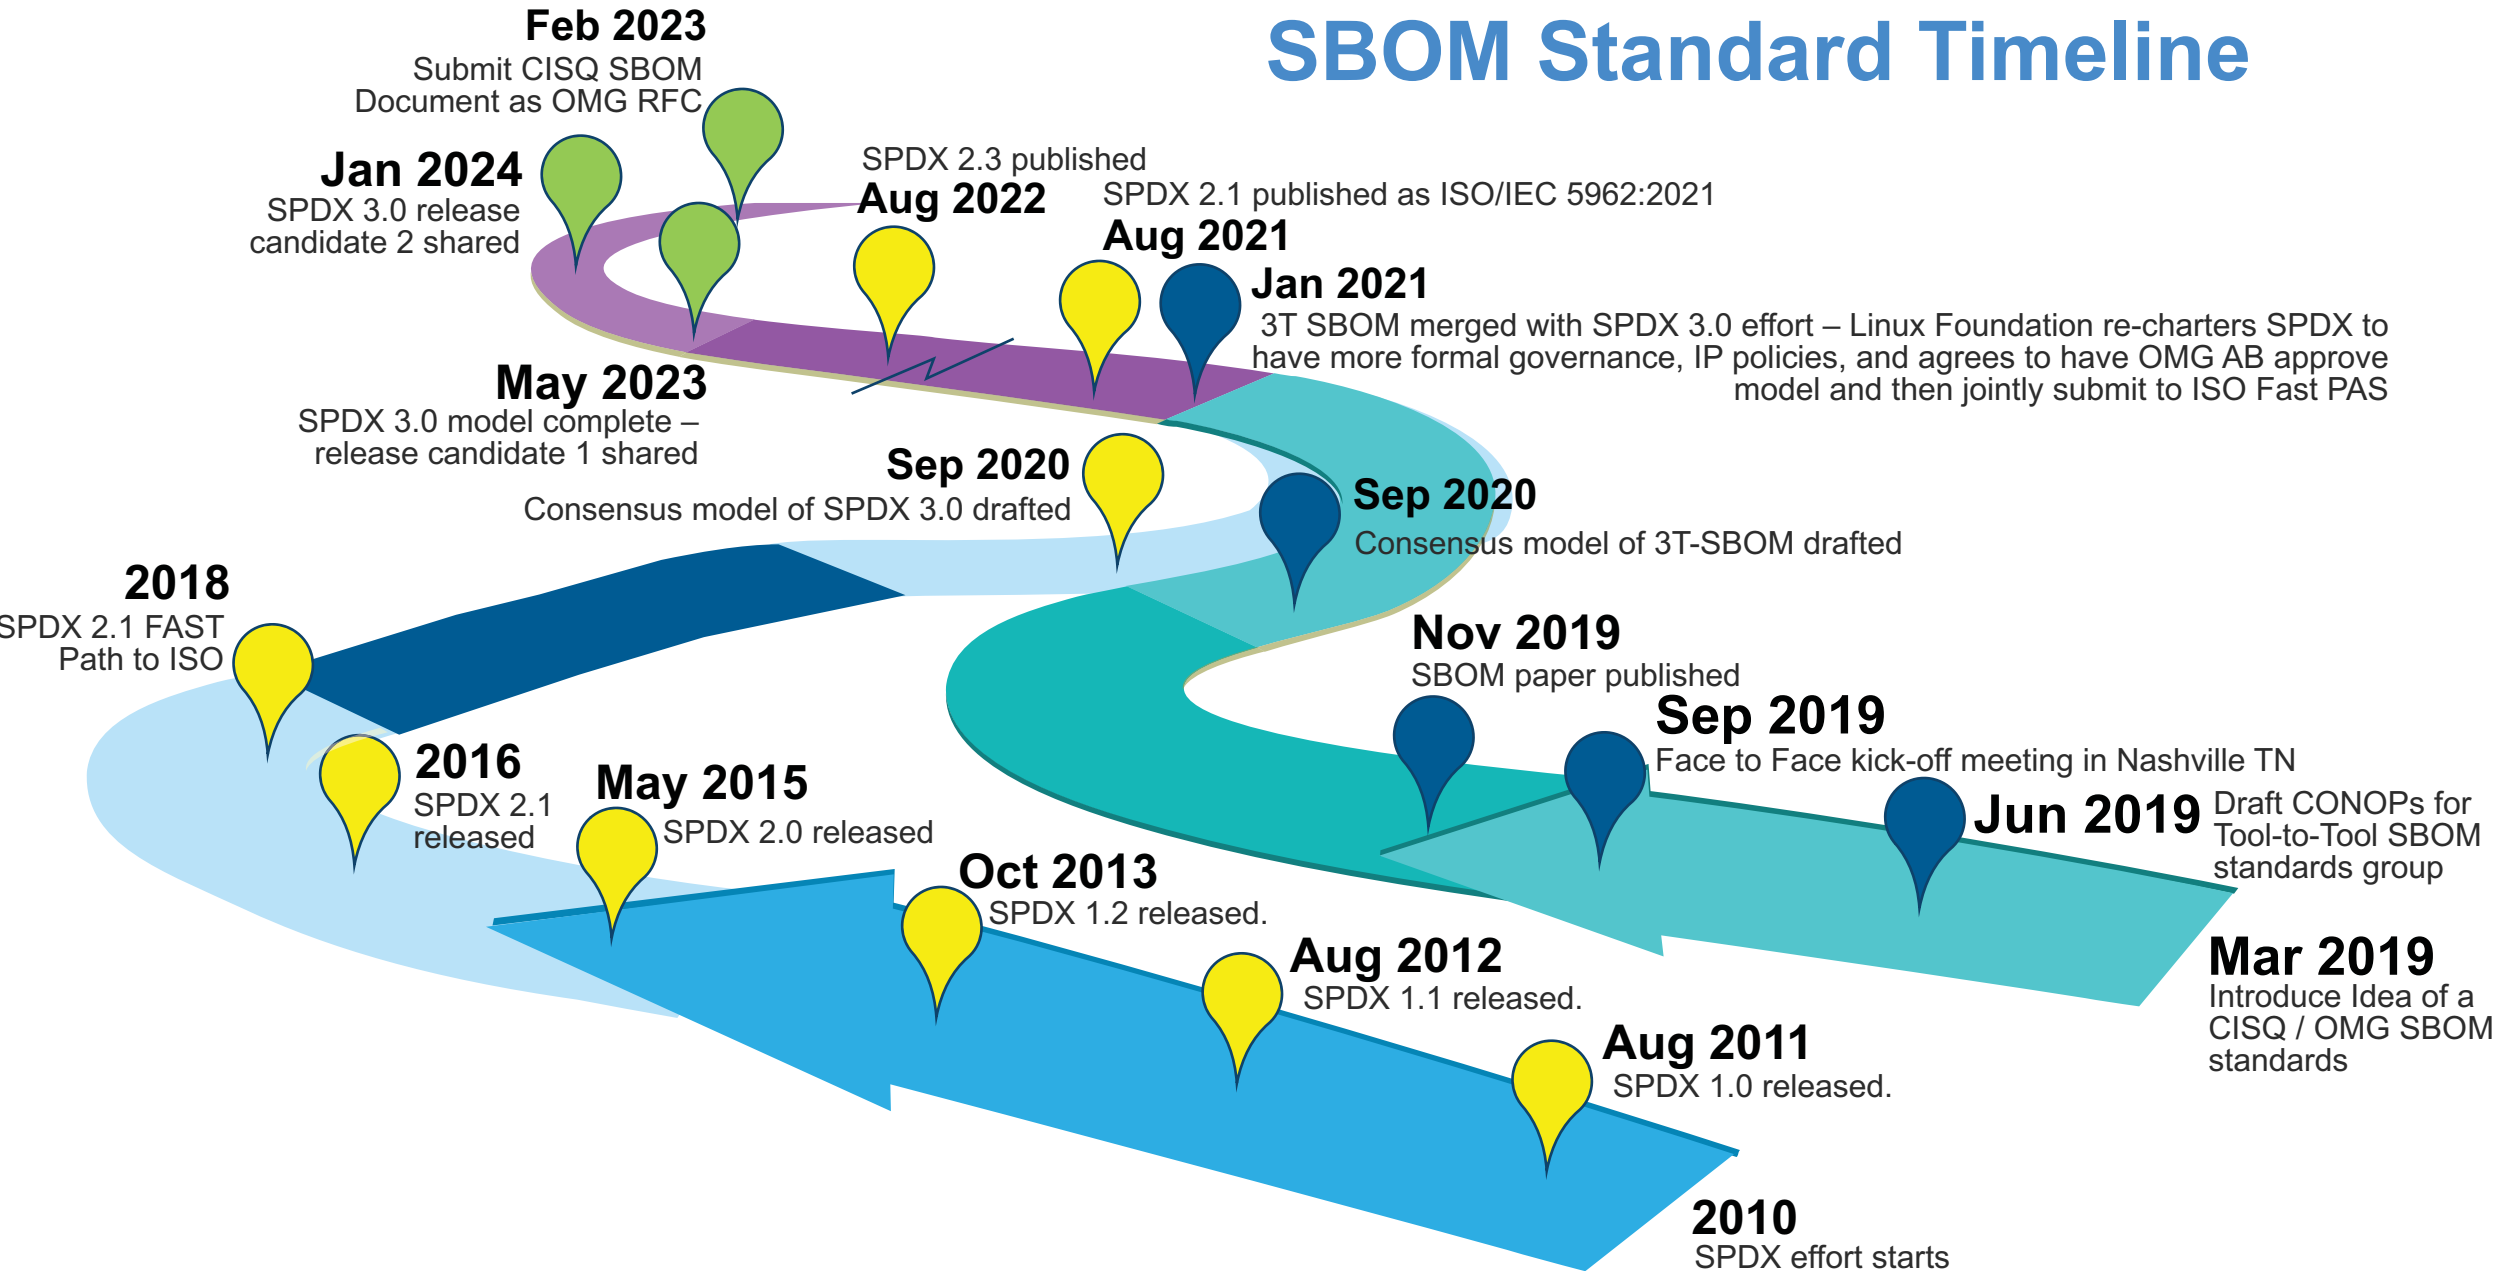 SBOM Standard Timeline
Feb 2023
Submit CISQ SBOM
Document as OMG RFC
Jan 2024
SPDX 3.0 release
candidate 2 shared
SPDX 2.3 published
Aug 2022
SPDX 2.1 published as ISO/IEC 5962:2021
Aug 2021
Jan 2021
3T SBOM merged with SPDX 3.0 effort – Linux Foundation re-charters SPDX to
have more formal governance, IP policies, and agrees to have OMG AB approve
model and then jointly submit to ISO Fast PAS
May 2023
SPDX 3.0 model complete –
release candidate 1 shared
Sep 2020
Consensus model of SPDX 3.0 drafted
Sep 2020
Consensus model of 3T-SBOM drafted
2018
SPDX 2.1 FAST
Path to ISO
Nov 2019
SBOM paper published
Sep 2019
Face to Face kick-off meeting in Nashville TN
2016
SPDX 2.1
released
May 2015
SPDX 2.0 released
Jun 2019
Draft CONOPs for
Tool-to-Tool SBOM
standards group
Oct 2013
SPDX 1.2 released.
Aug 2012
SPDX 1.1 released.
Mar 2019
Introduce Idea of a
CISQ / OMG SBOM
standards
Aug 2011
SPDX 1.0 released.
2010
SPDX effort starts